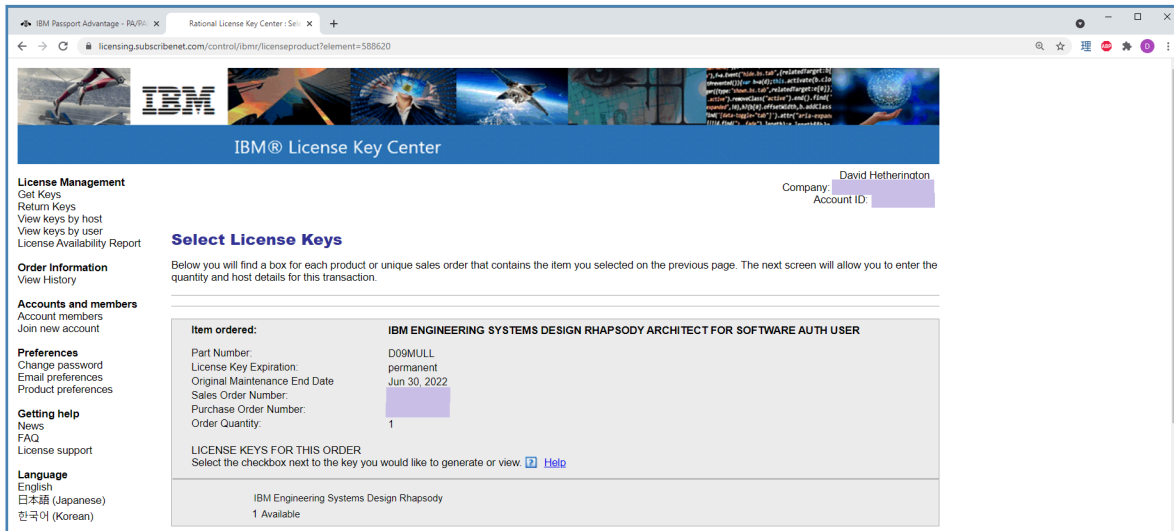 IBM Passport Advantage - PA/PA
Rational License Key Center : Sele
licensing.subscribenet.com/control/ibmr/licenseproduct?element=588620
ABP
D
IBM
IBM® License Key Center
David Hetherington
Company:
Account ID:
License Management
Get Keys
Return Keys
View keys by host
View keys by user
License Availability Report
Order Information
View History
Accounts and members
Account members
Join new account
Preferences
Change password
Email preferences
Product preferences
Getting help
News
FAQ
License support
Language
English
日本語 (Japanese)
한국어 (Korean)
Select License Keys
Below you will find a box for each product or unique sales order that contains the item you selected on the previous page. The next screen will allow you to enter the
quantity and host details for this transaction.
Item ordered: IBM ENGINEERING SYSTEMS DESIGN RHAPSODY ARCHITECT FOR SOFTWARE AUTH USER
Part Number: D09MULL
License Key Expiration: permanent
Original Maintenance End Date Jun 30, 2022
Sales Order Number:
Purchase Order Number:
Order Quantity: 1
LICENSE KEYS FOR THIS ORDER
Select the checkbox next to the key you would like to generate or view. ? Help
IBM Engineering Systems Design Rhapsody
1 Available